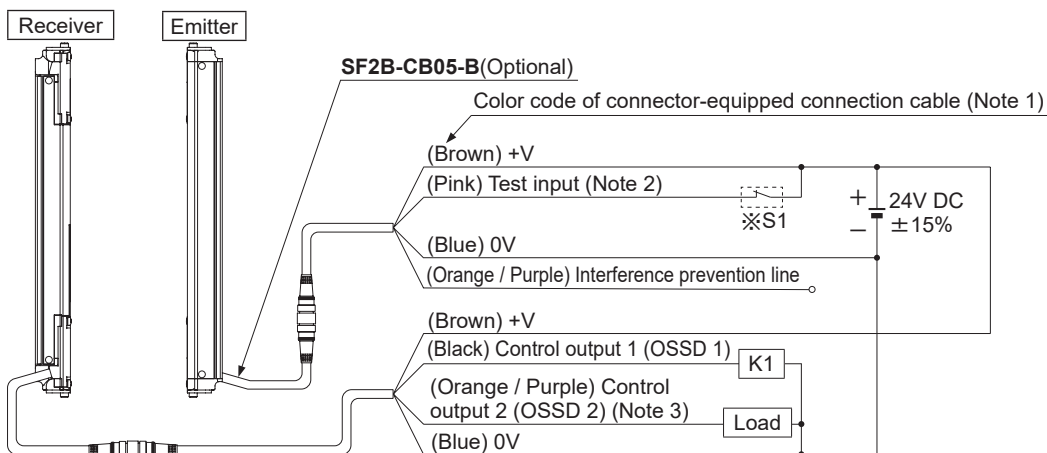 Receiver
Emitter
SF2B-CB05-B(Optional)
Color code of connector-equipped connection cable (Note 1)
(Brown) +V
(Pink) Test input (Note 2)
※S1
+
−
24V DC
±15%
(Blue) 0V
(Orange / Purple) Interference prevention line
(Brown) +V
(Black) Control output 1 (OSSD 1)
K1
(Orange / Purple) Control
output 2 (OSSD 2) (Note 3)
Load
(Blue) 0V